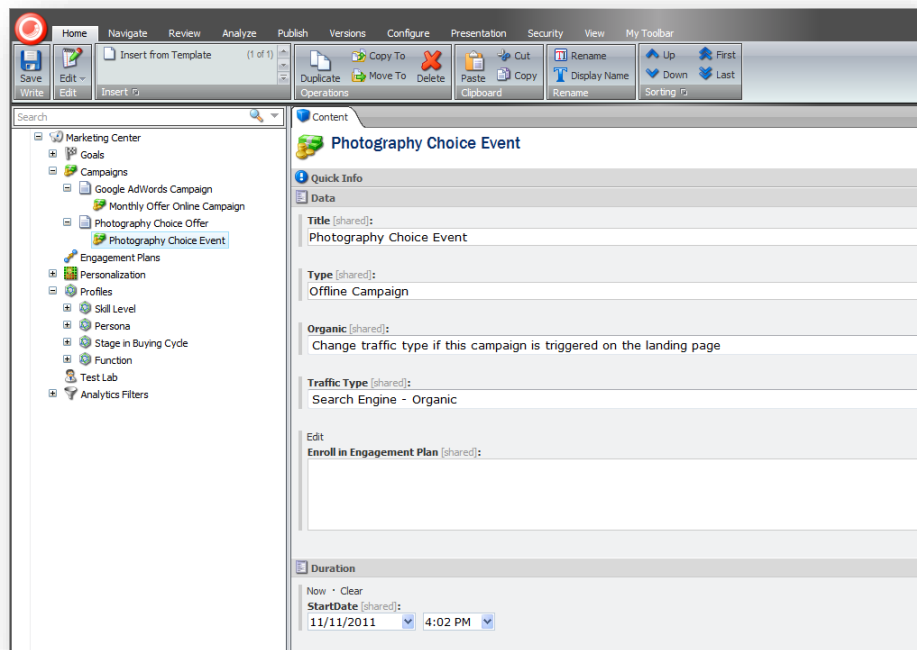 Home Navigate Review Analyze Publish Versions Configure Presentation Security View My Toolbar
Save
Write
Edit
Edit
Insert from Template (1 of 1)
Insert
Duplicate
Copy To
Move To
Delete
Operations
Paste
Cut
Copy
Clipboard
Rename
Display Name
Rename
Up First
Down Last
Sorting
Search
Marketing Center
Goals
Campaigns
Google AdWords Campaign
Monthly Offer Online Campaign
Photography Choice Offer
Photography Choice Event
Engagement Plans
Personalization
Profiles
Skill Level
Persona
Stage in Buying Cycle
Function
Test Lab
Analytics Filters
Content
Photography Choice Event
Quick Info
Data
Title [shared]:
Photography Choice Event
Type [shared]:
Offline Campaign
Organic [shared]:
Change traffic type if this campaign is triggered on the landing page
Traffic Type [shared]:
Search Engine - Organic
Edit
Enroll in Engagement Plan [shared]:
Duration
Now · Clear
StartDate [shared]:
11/11/2011 4:02 PM